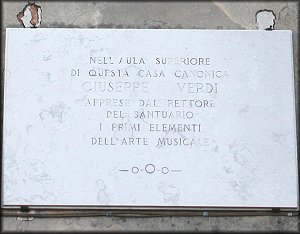 NELL'AULA SUPERIORE
DI QUESTA CASA CANONICA
GIUSEPPE VERDI
APPRESE DAL RETTORE
DEL SANTUARIO
I PRIMI ELEMENTI
DELL'ARTE MUSICALE